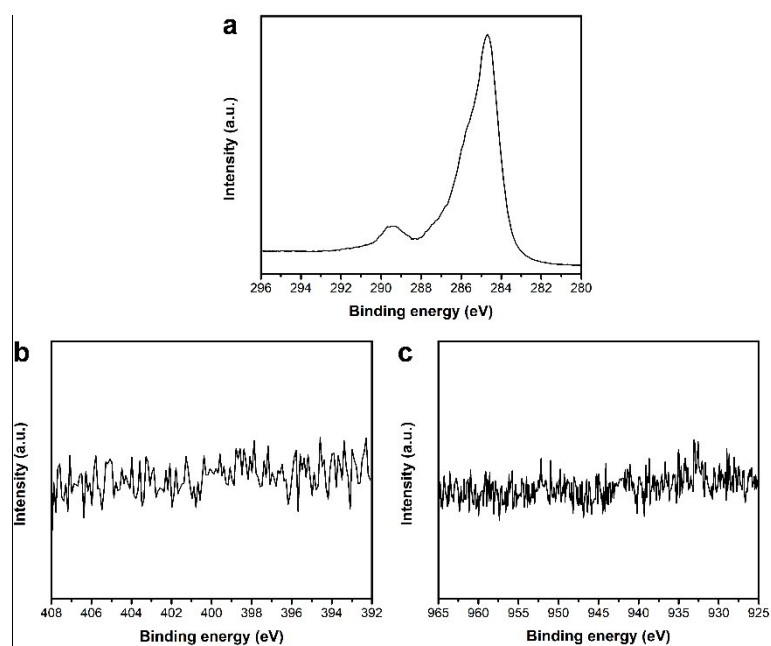 a
Intensity (a.u.)
296 294 292 290 288 286 284 282 280
Binding energy (eV)
b
Intensity (a.u.)
408 406 404 402 400 398 396 394 392
Binding energy (eV)
c
Intensity (a.u.)
965 960 955 950 945 940 935 930 925
Binding energy (eV)